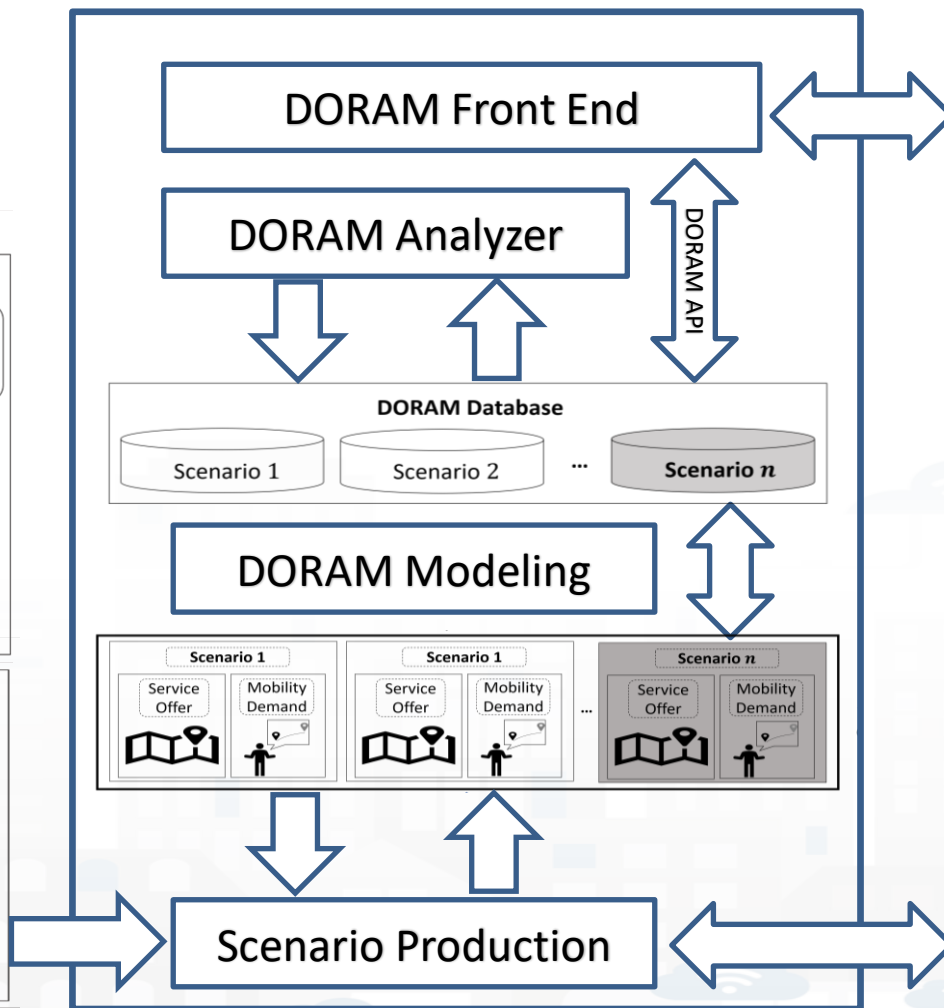 DORAM Front End
DORAM Analyzer
DORAM API
DORAM Database
Scenario 1
Scenario 2
...
Scenario n
DORAM Modeling
Scenario 1
Service
Offer
Mobility
Demand
Scenario 1
Service
Offer
Mobility
Demand
...
Scenario n
Service
Offer
Mobility
Demand
Scenario Production